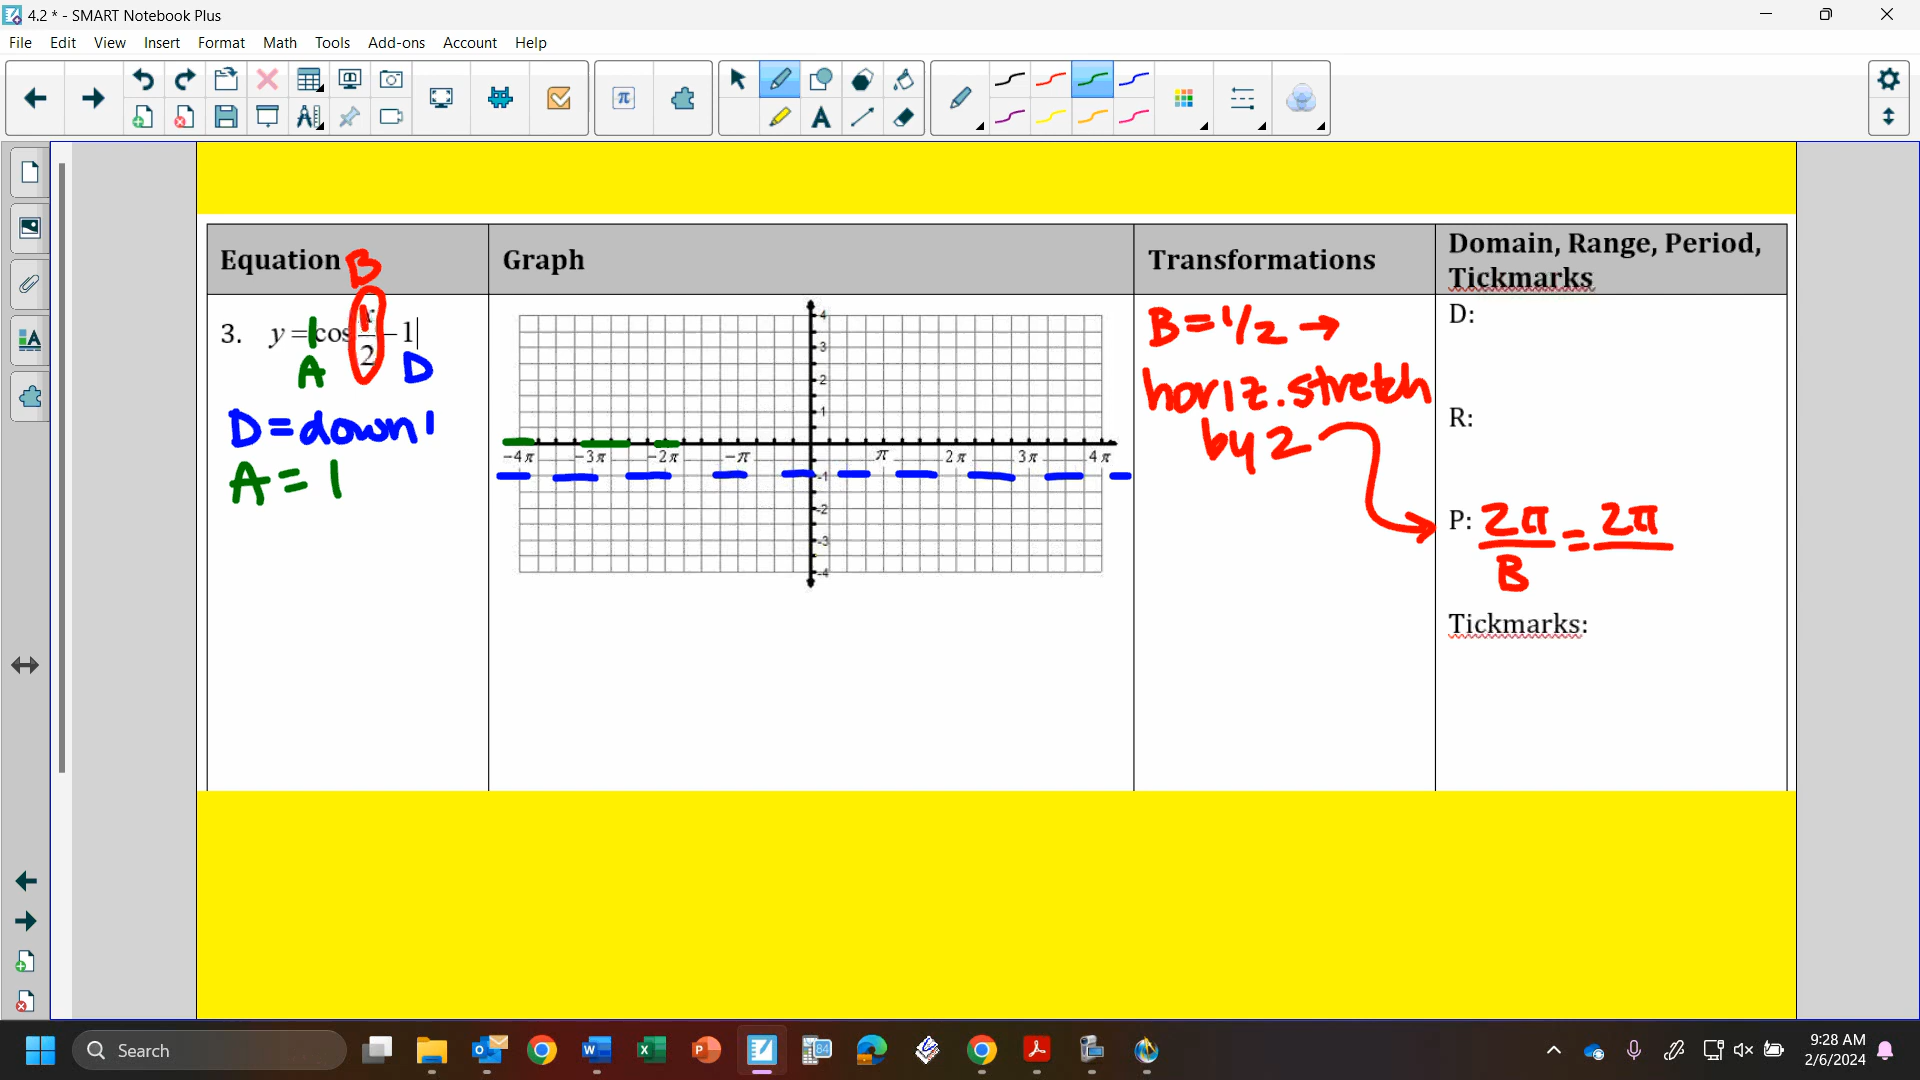 4.2 * - SMART Notebook Plus
File Edit View Insert Format Math Tools Add-ons Account Help
Equation B
Graph
Transformations
Domain, Range, Period,
Tickmarks
3. y = 1cos 1/2 - 1
A D
D = down 1
A = 1
4
3
2
1
-4π -3π -2π -π π 2π 3π 4π
-1
-2
-3
-4
B = 1/2 →
horiz. stretch
by 2
D:
R:
P: 2π/B = 2π
Tickmarks:
Search
84
9:28 AM
2/6/2024